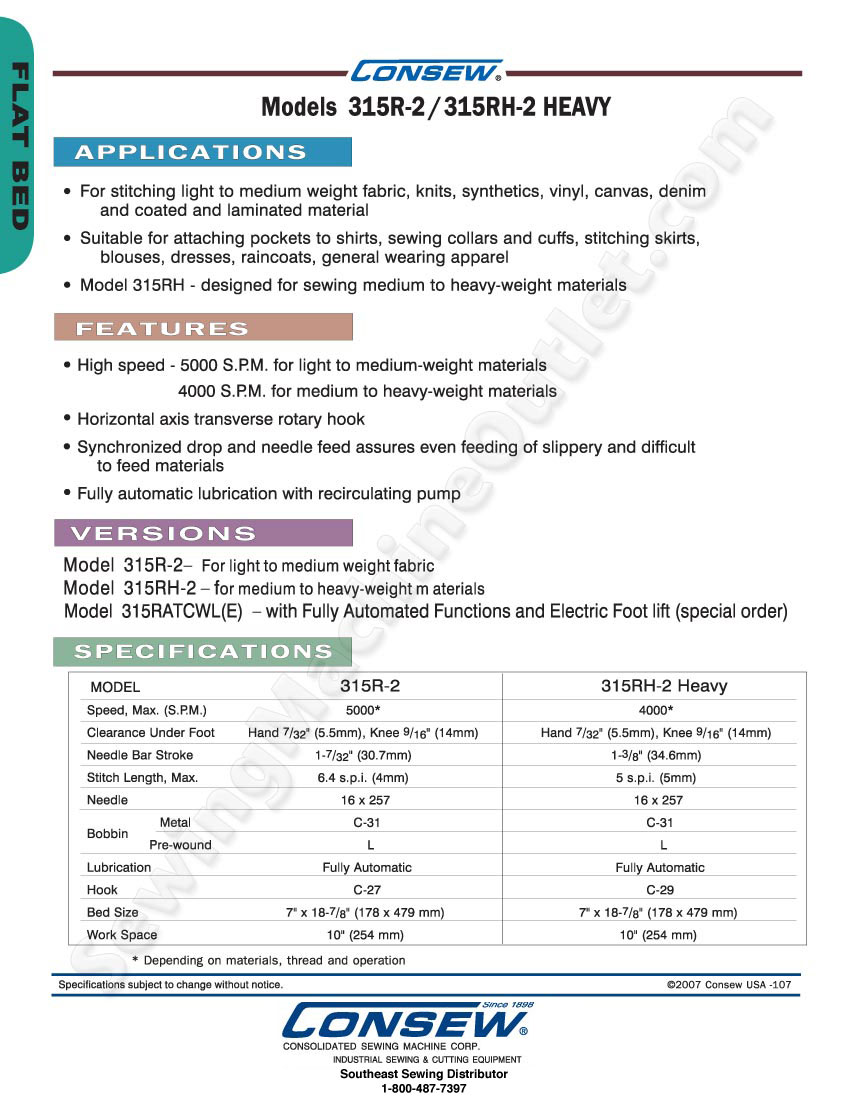 FLAT BED
CONSEW®
Models 315R-2 / 315RH-2 HEAVY
APPLICATIONS
• For stitching light to medium weight fabric, knits, synthetics, vinyl, canvas, denim
and coated and laminated material
• Suitable for attaching pockets to shirts, sewing collars and cuffs, stitching skirts,
blouses, dresses, raincoats, general wearing apparel
• Model 315RH - designed for sewing medium to heavy-weight materials
FEATURES
• High speed - 5000 S.P.M. for light to medium-weight materials
4000 S.P.M. for medium to heavy-weight materials
• Horizontal axis transverse rotary hook
• Synchronized drop and needle feed assures even feeding of slippery and difficult
to feed materials
• Fully automatic lubrication with recirculating pump
VERSIONS
Model 315R-2– For light to medium weight fabric
Model 315RH-2 – for medium to heavy-weight m aterials
Model 315RATCWL(E) – with Fully Automated Functions and Electric Foot lift (special order)
SPECIFICATIONS
MODEL 315R-2 315RH-2 Heavy
Speed, Max. (S.P.M.) 5000* 4000*
Clearance Under Foot Hand 7/32" (5.5mm), Knee 9/16" (14mm) Hand 7/32" (5.5mm), Knee 9/16" (14mm)
Needle Bar Stroke 1-7/32" (30.7mm) 1-3/8" (34.6mm)
Stitch Length, Max. 6.4 s.p.i. (4mm) 5 s.p.i. (5mm)
Needle 16 x 257 16 x 257
Bobbin Metal C-31 C-31
Pre-wound L L
Lubrication Fully Automatic Fully Automatic
Hook C-27 C-29
Bed Size 7" x 18-7/8" (178 x 479 mm) 7" x 18-7/8" (178 x 479 mm)
Work Space 10" (254 mm) 10" (254 mm)
* Depending on materials, thread and operation
Specifications subject to change without notice. ©2007 Consew USA -107
Since 1898
CONSEW®
CONSOLIDATED SEWING MACHINE CORP.
INDUSTRIAL SEWING & CUTTING EQUIPMENT
Southeast Sewing Distributor
1-800-487-7397
SewingMachineOutlet.com